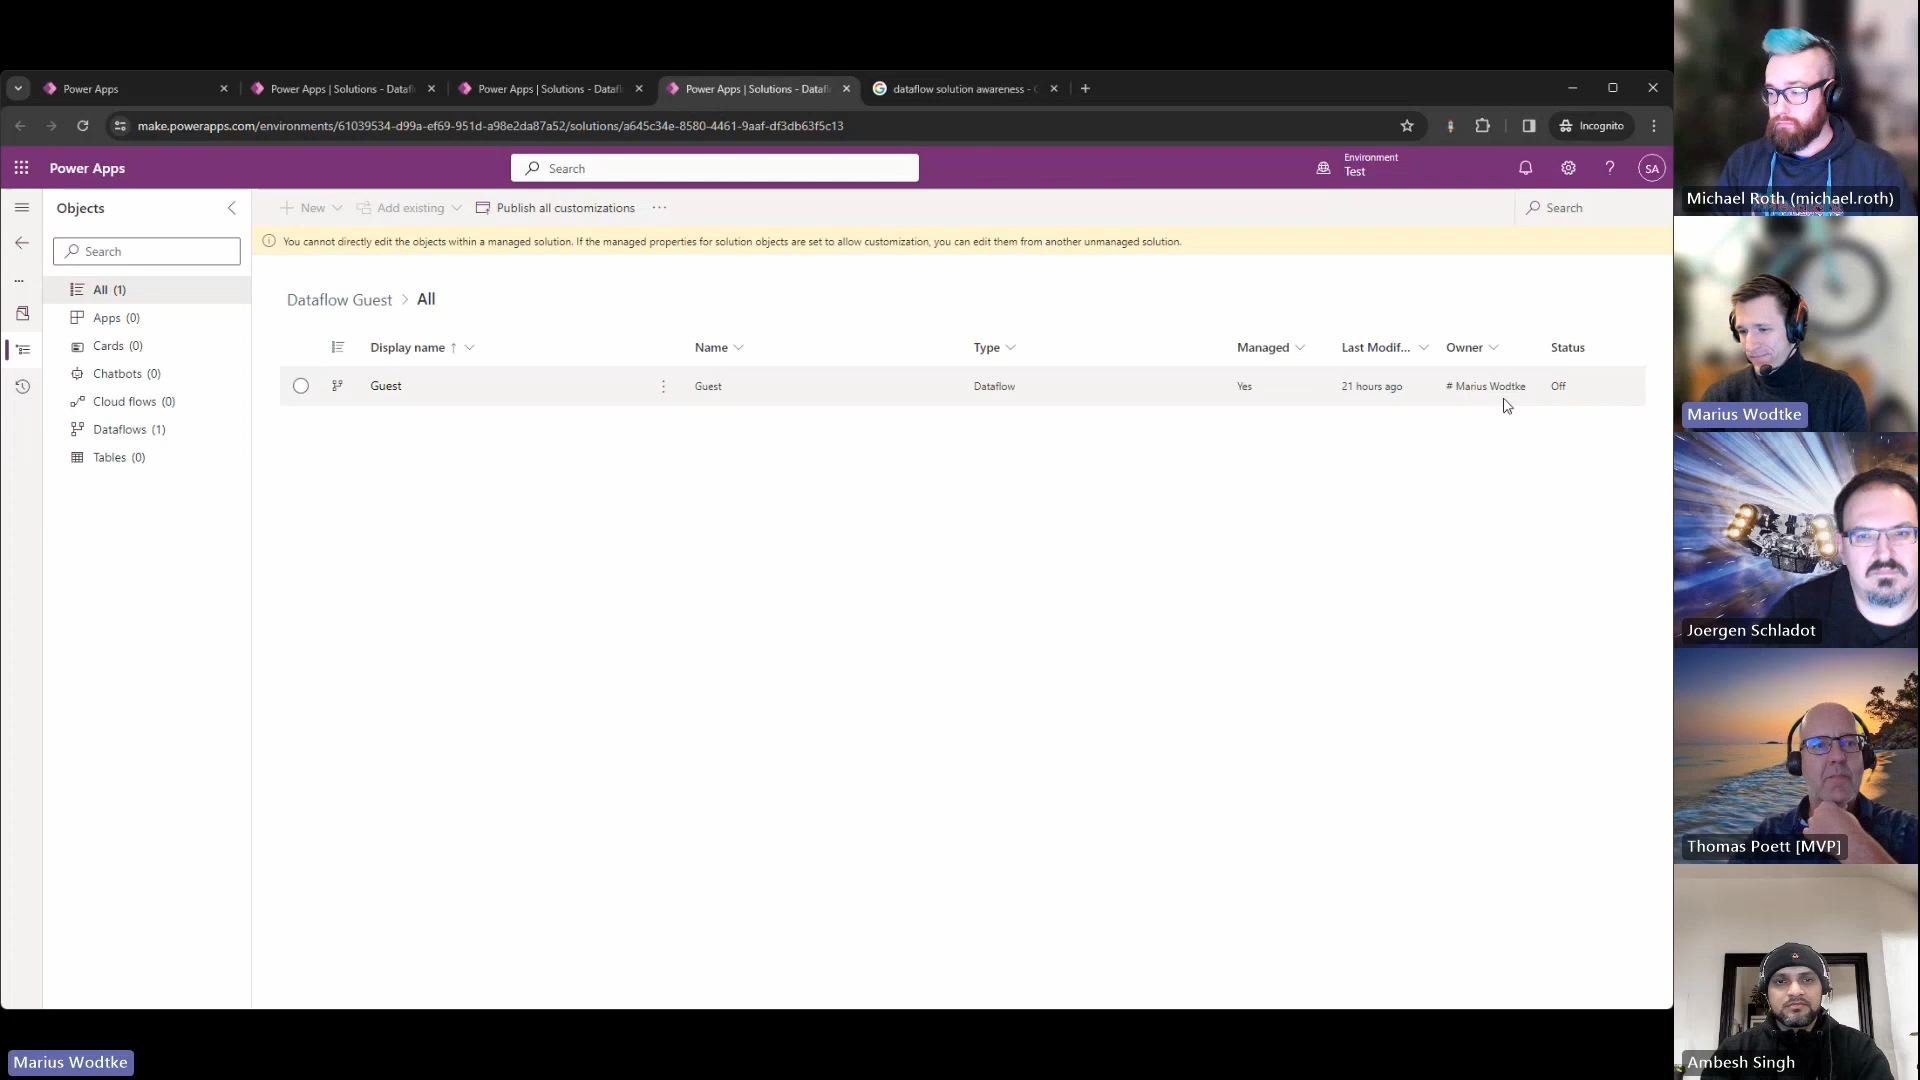 Power Apps
Power Apps | Solutions - Datafl
Power Apps | Solutions - Datafl
Power Apps | Solutions - Datafl
dataflow solution awareness -
make.powerapps.com/environments/61039534-d99a-ef69-951d-a98e2da87a52/solutions/a645c34e-8580-4461-9aaf-df3db63f5c13
Incognito
Power Apps
Search
Environment
Test
SA
Objects
New
Add existing
Publish all customizations
Search
You cannot directly edit the objects within a managed solution. If the managed properties for solution objects are set to allow customization, you can edit them from another unmanaged solution.
Search
All (1)
Apps (0)
Cards (0)
Chatbots (0)
Cloud flows (0)
Dataflows (1)
Tables (0)
Dataflow Guest > All
Display name ↑ Name Type Managed Last Modif... Owner Status
Guest Guest Dataflow Yes 21 hours ago # Marius Wodtke Off
Michael Roth (michael.roth)
Marius Wodtke
Joergen Schladot
Thomas Poett [MVP]
Ambesh Singh
Marius Wodtke